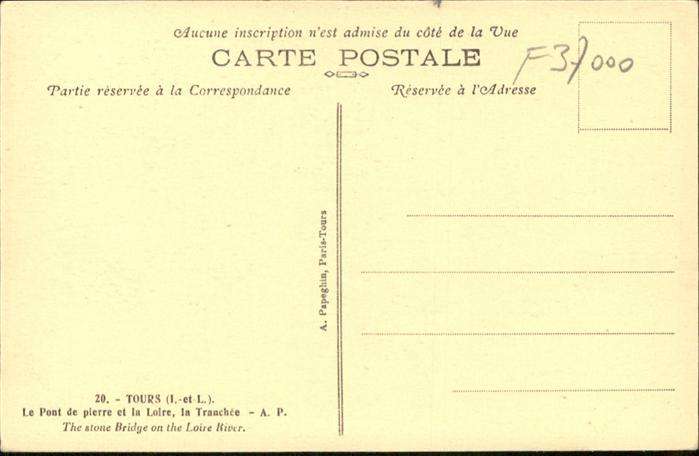 Aucune inscription n'est admise du côté de la Vue
CARTE POSTALE
F37000
Partie réservée à la Correspondance
Réservée à l'Adresse
A. Papeghin, Paris-Tours
20. - TOURS (I.-et-L.).
Le Pont de pierre et la Loire, la Tranchée - A. P.
The stone Bridge on the Loire River.